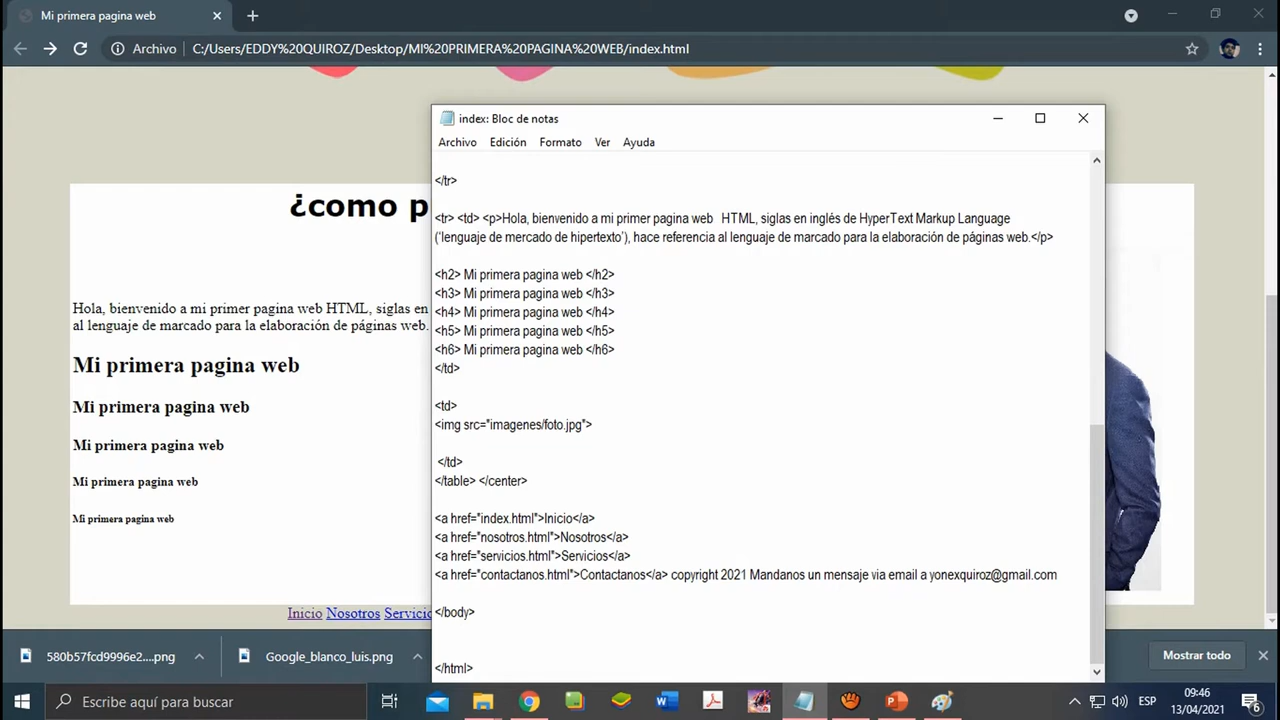 Mi primera pagina web
Archivo C:/Users/EDDY%20QUIROZ/Desktop/MI%20PRIMERA%20PAGINA%20WEB/index.html
¿como p
Hola, bienvenido a mi primer pagina web HTML, siglas en
al lenguaje de marcado para la elaboración de páginas web.
Mi primera pagina web
Mi primera pagina web
Mi primera pagina web
Mi primera pagina web
Mi primera pagina web
Inicio Nosotros Servicio
index: Bloc de notas
Archivo Edición Formato Ver Ayuda
</tr>
<tr> <td> <p>Hola, bienvenido a mi primer pagina web HTML, siglas en inglés de HyperText Markup Language
('lenguaje de mercado de hipertexto'), hace referencia al lenguaje de marcado para la elaboración de páginas web.</p>
<h2> Mi primera pagina web </h2>
<h3> Mi primera pagina web </h3>
<h4> Mi primera pagina web </h4>
<h5> Mi primera pagina web </h5>
<h6> Mi primera pagina web </h6>
</td>
<td>
<img src="imagenes/foto.jpg">
</td>
</table> </center>
<a href="index.html">Inicio</a>
<a href="nosotros.html">Nosotros</a>
<a href="servicios.html">Servicios</a>
<a href="contactanos.html">Contactanos</a> copyright 2021 Mandanos un mensaje via email a yonexquiroz@gmail.com
</body>
</html>
580b57fcd9996e2....png
Google_blanco_luis.png
Mostrar todo
Escribe aquí para buscar
ESP
09:46
13/04/2021
6